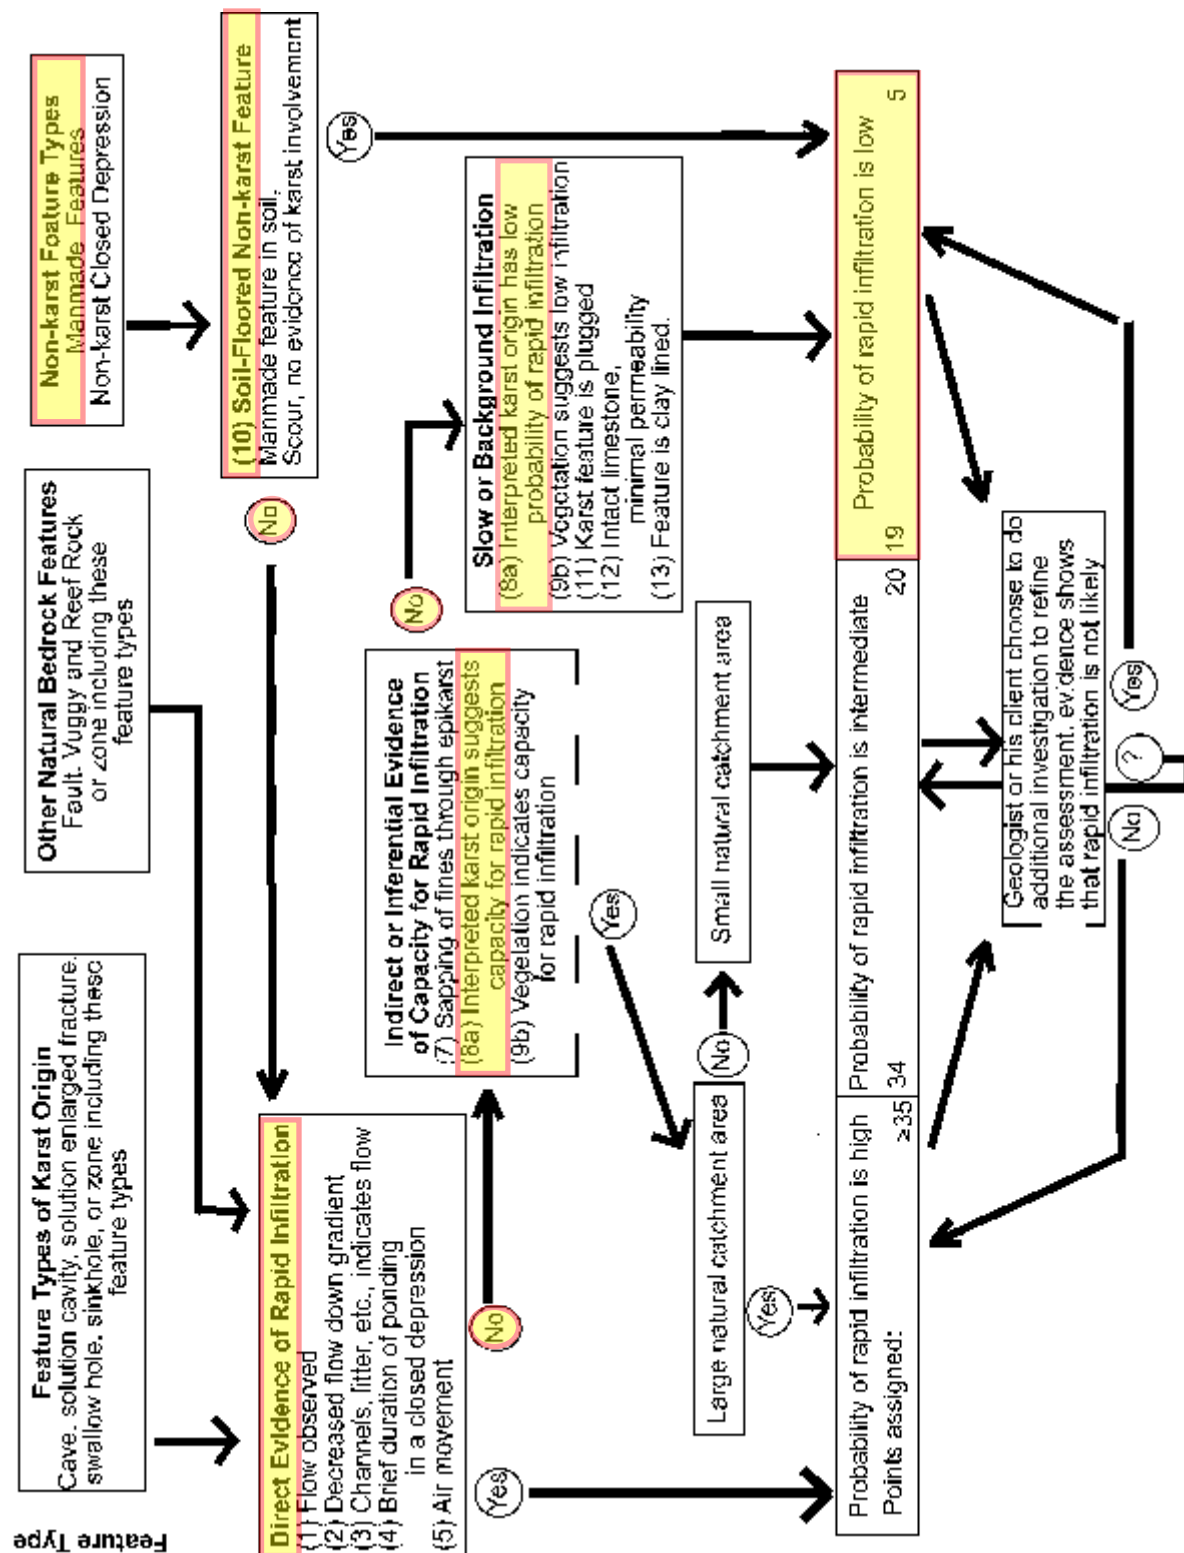 Feature Type
Feature Types of Karst Origin
Cave, solution cavity, solution enlarged fracture,
swallow hole, sinkhole, or zone including these
feature types
Other Natural Bedrock Features
Fault, Vuggy and Reef Rock
or zone including these
feature types
Non-karst Feature Types
Manmade Features
Non-karst Closed Depression
(10) Soil-Floored Non-karst Feature
Manmade feature in soil,
Scour, no evidence of karst involvement
No
Yes
Direct Evidence of Rapid Infiltration
(1) Flow observed
(2) Decreased flow down gradient
(3) Channels, litter, etc., indicates flow
(4) Brief duration of ponding
in a closed depression
(5) Air movement
Yes
No
Indirect or Inferential Evidence
of Capacity for Rapid Infiltration
(7) Sapping of fines through epikarst
(8a) Interpreted karst origin suggests
capacity for rapid infiltration
(9b) Vegetation indicates capacity
for rapid infiltration
No
Yes
Slow or Background Infiltration
(8a) Interpreted karst origin has low
probability of rapid infiltration
(9b) Vegetation suggests low infiltration
(11) Karst feature is plugged
(12) Intact limestone,
minimal permeability
(13) Feature is clay lined.
Large natural catchment area
No
Small natural catchment area
Yes
Probability of rapid infiltration is high
Points assigned: ≥35
Probability of rapid infiltration is intermediate
34 20
Probability of rapid infiltration is low
19 5
Geologist or his client choose to do
additional investigation to refine
the assessment, evidence shows
that rapid infiltration is not likely
No
?
Yes